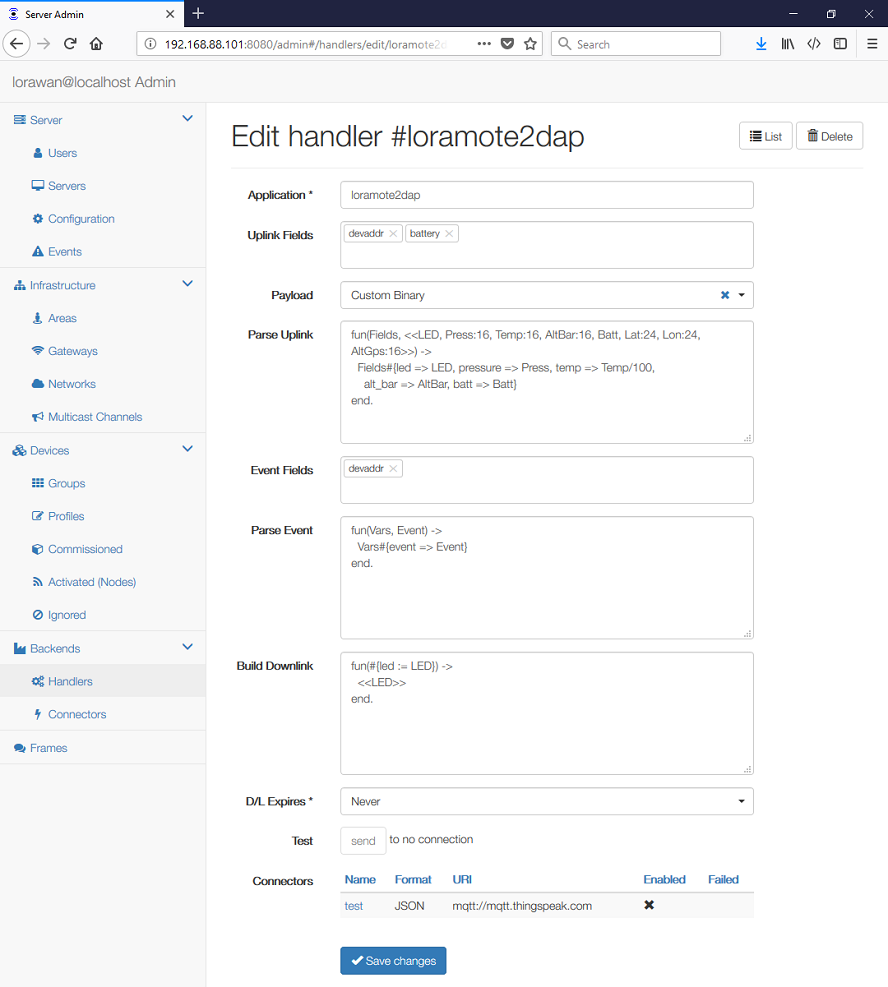 Server Admin
192.168.88.101:8080/admin#/handlers/edit/loramote2d
Search
lorawan@localhost Admin
Server
Users
Servers
Configuration
Events
Infrastructure
Areas
Gateways
Networks
Multicast Channels
Devices
Groups
Profiles
Commissioned
Activated (Nodes)
Ignored
Backends
Handlers
Connectors
Frames
Edit handler #loramote2dap
List
Delete
Application * loramote2dap
Uplink Fields devaddr battery
Payload Custom Binary
Parse Uplink
fun(Fields, <<LED, Press:16, Temp:16, AltBar:16, Batt, Lat:24, Lon:24,
AltGps:16>>) ->
Fields#{led => LED, pressure => Press, temp => Temp/100,
alt_bar => AltBar, batt => Batt}
end.
Event Fields devaddr
Parse Event
fun(Vars, Event) ->
Vars#{event => Event}
end.
Build Downlink
fun(#{led := LED}) ->
<<LED>>
end.
D/L Expires * Never
Test send to no connection
Connectors
Name Format URI Enabled Failed
test JSON mqtt://mqtt.thingspeak.com
Save changes